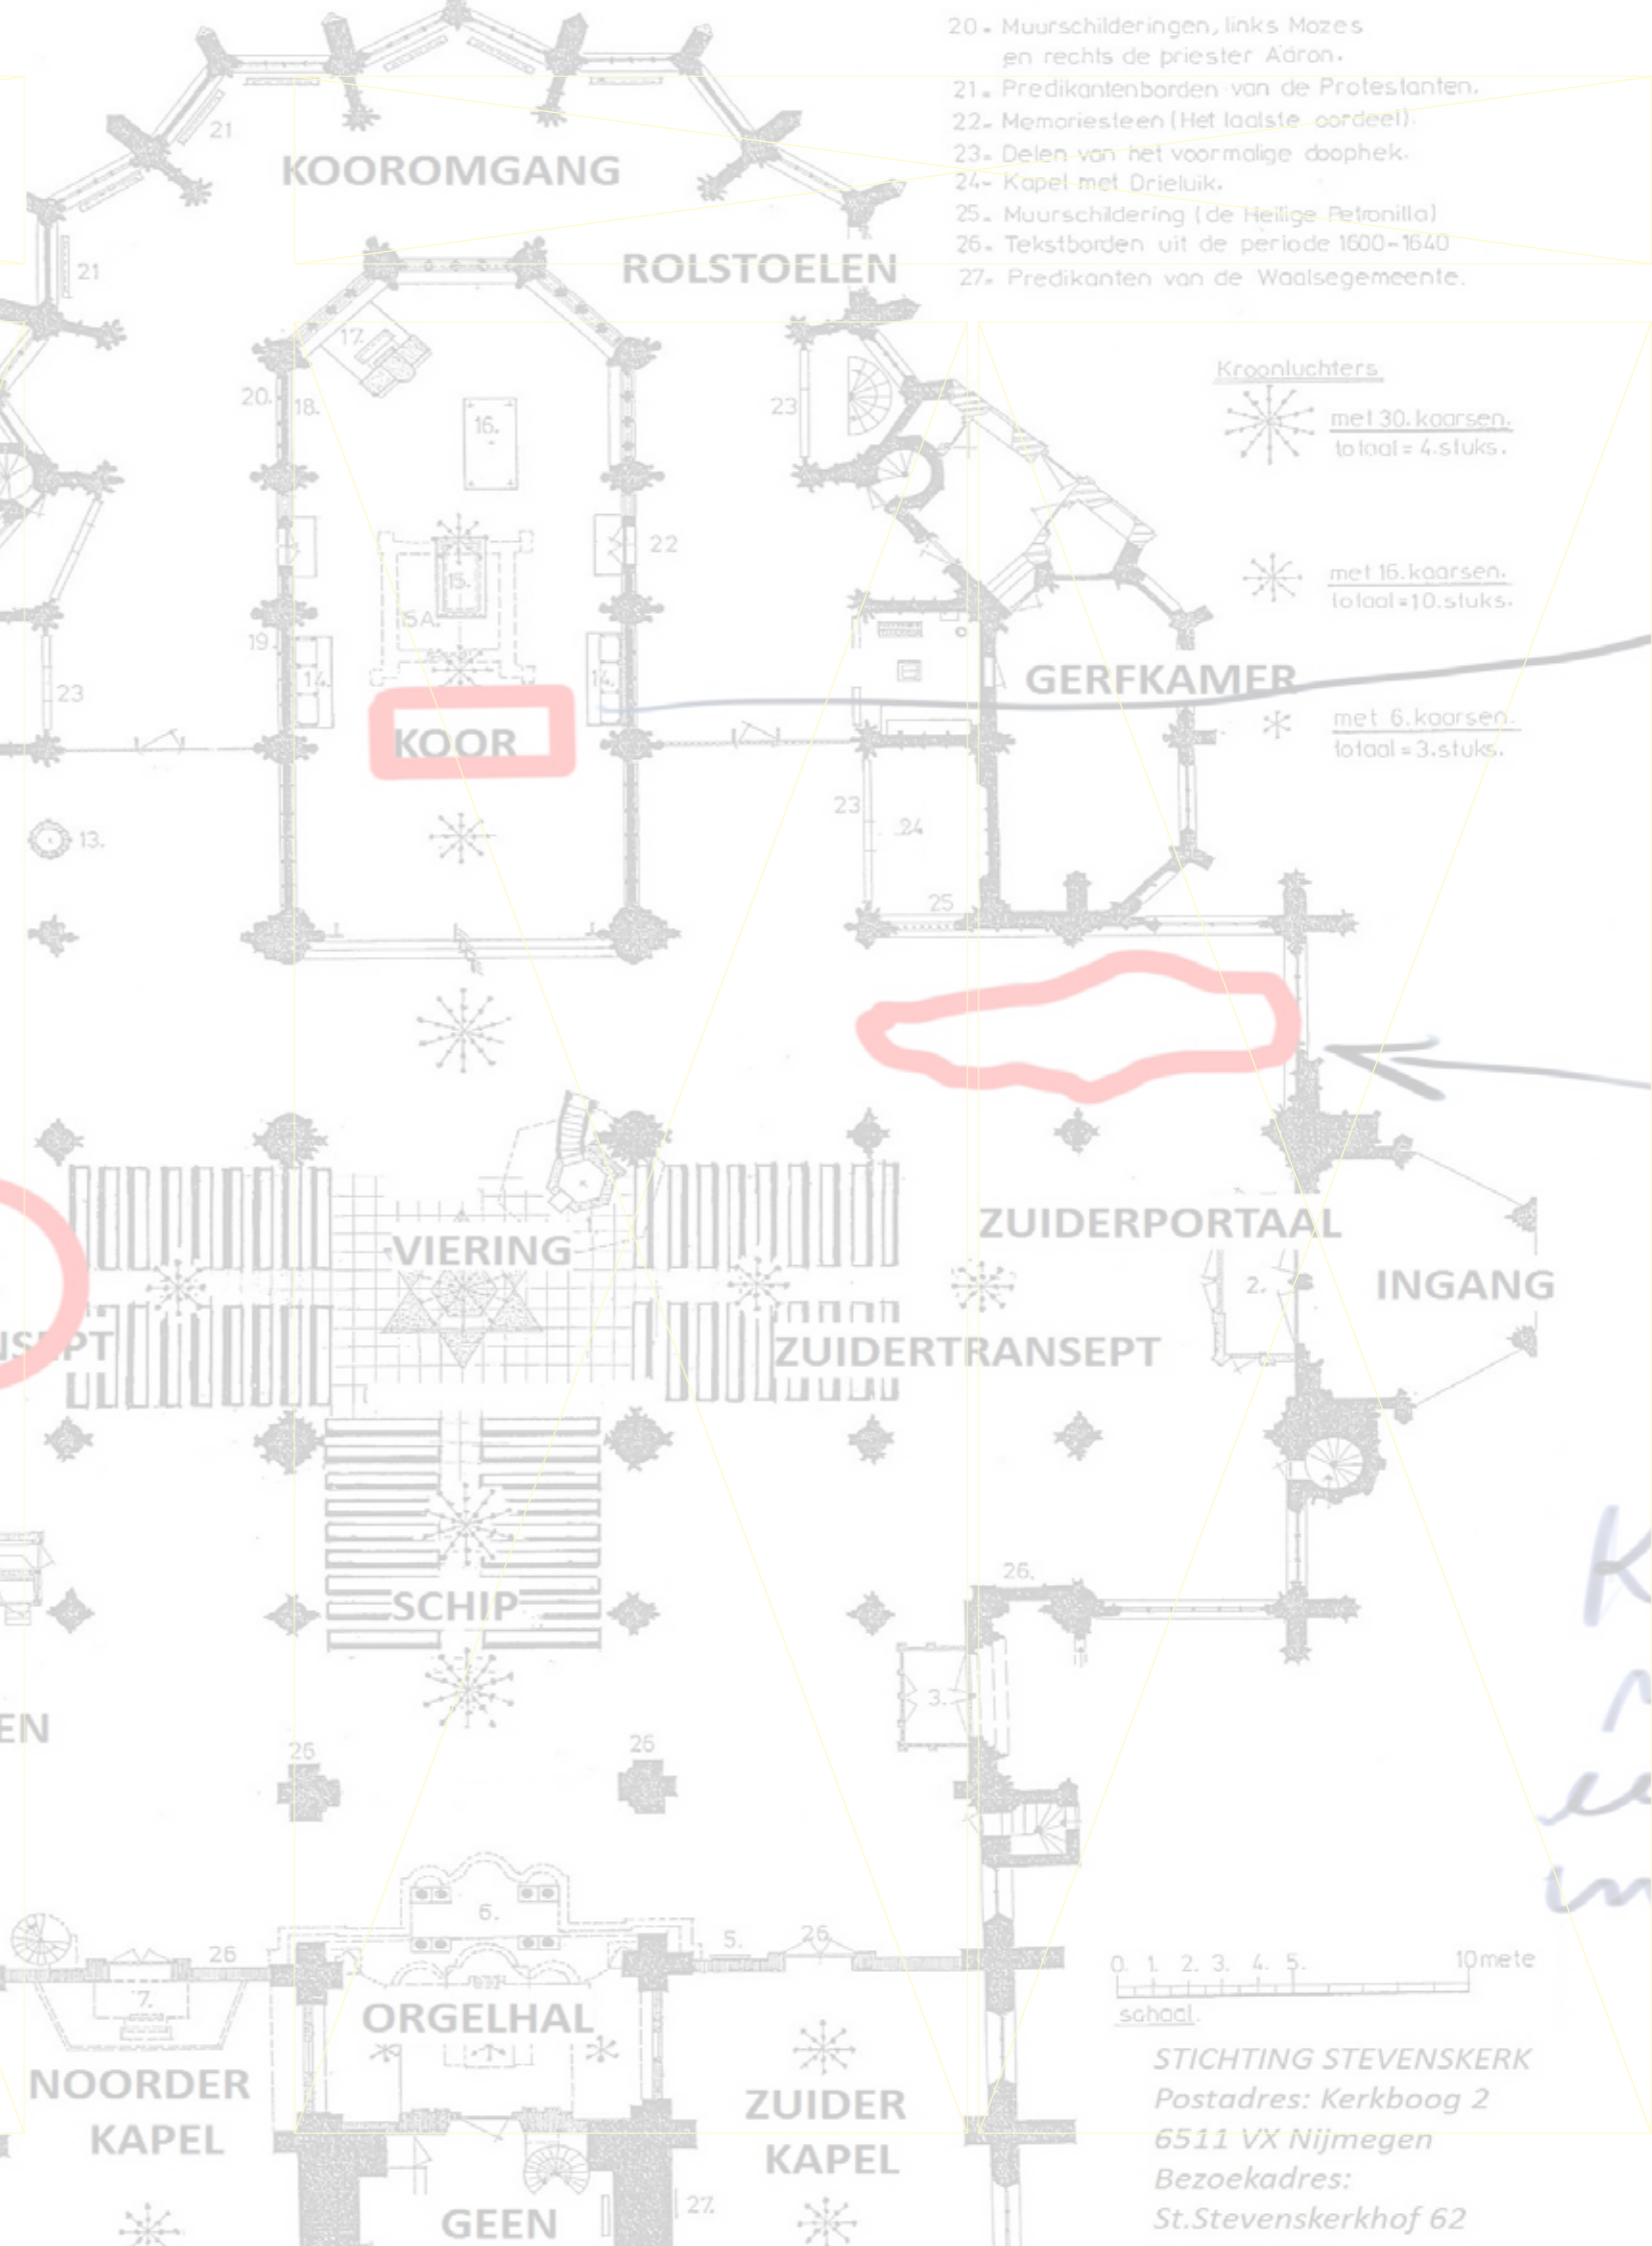 20. Muurschilderingen, links Mozes
en rechts de priester Aäron.
21. Predikantenborden van de Protestanten.
22. Memoriesteen (Het laatste oordeel).
23. Delen van het voormalige doophek.
24. Kapel met Drieluik.
25. Muurschildering (de Heilige Petronilla)
26. Tekstborden uit de periode 1600-1640
27. Predikanten van de Waalsegemeente.
21
KOOROMGANG
21
ROLSTOELEN
17.
20.
18.
16.
23
Kroonluchters
met 30.kaarsen.
totaal = 4.stuks.
22
15.
met 16.kaarsen.
totaal = 10.stuks.
19.
14.
14.
23
GERFKAMER
KOOR
met 6.kaarsen.
totaal = 3.stuks.
13.
23
24
25
VIERING
ZUIDERPORTAAL
2.
INGANG
NSEPT
ZUIDERTRANSEPT
SCHIP
26.
3.
EN
26
26
6.
26
5.
26
7.
0. 1. 2. 3. 4. 5. 10 mete
schaal.
ORGELHAL
NOORDER
KAPEL
ZUIDER
KAPEL
GEEN
27.
STICHTING STEVENSKERK
Postadres: Kerkboog 2
6511 VX Nijmegen
Bezoekadres:
St.Stevenskerkhof 62